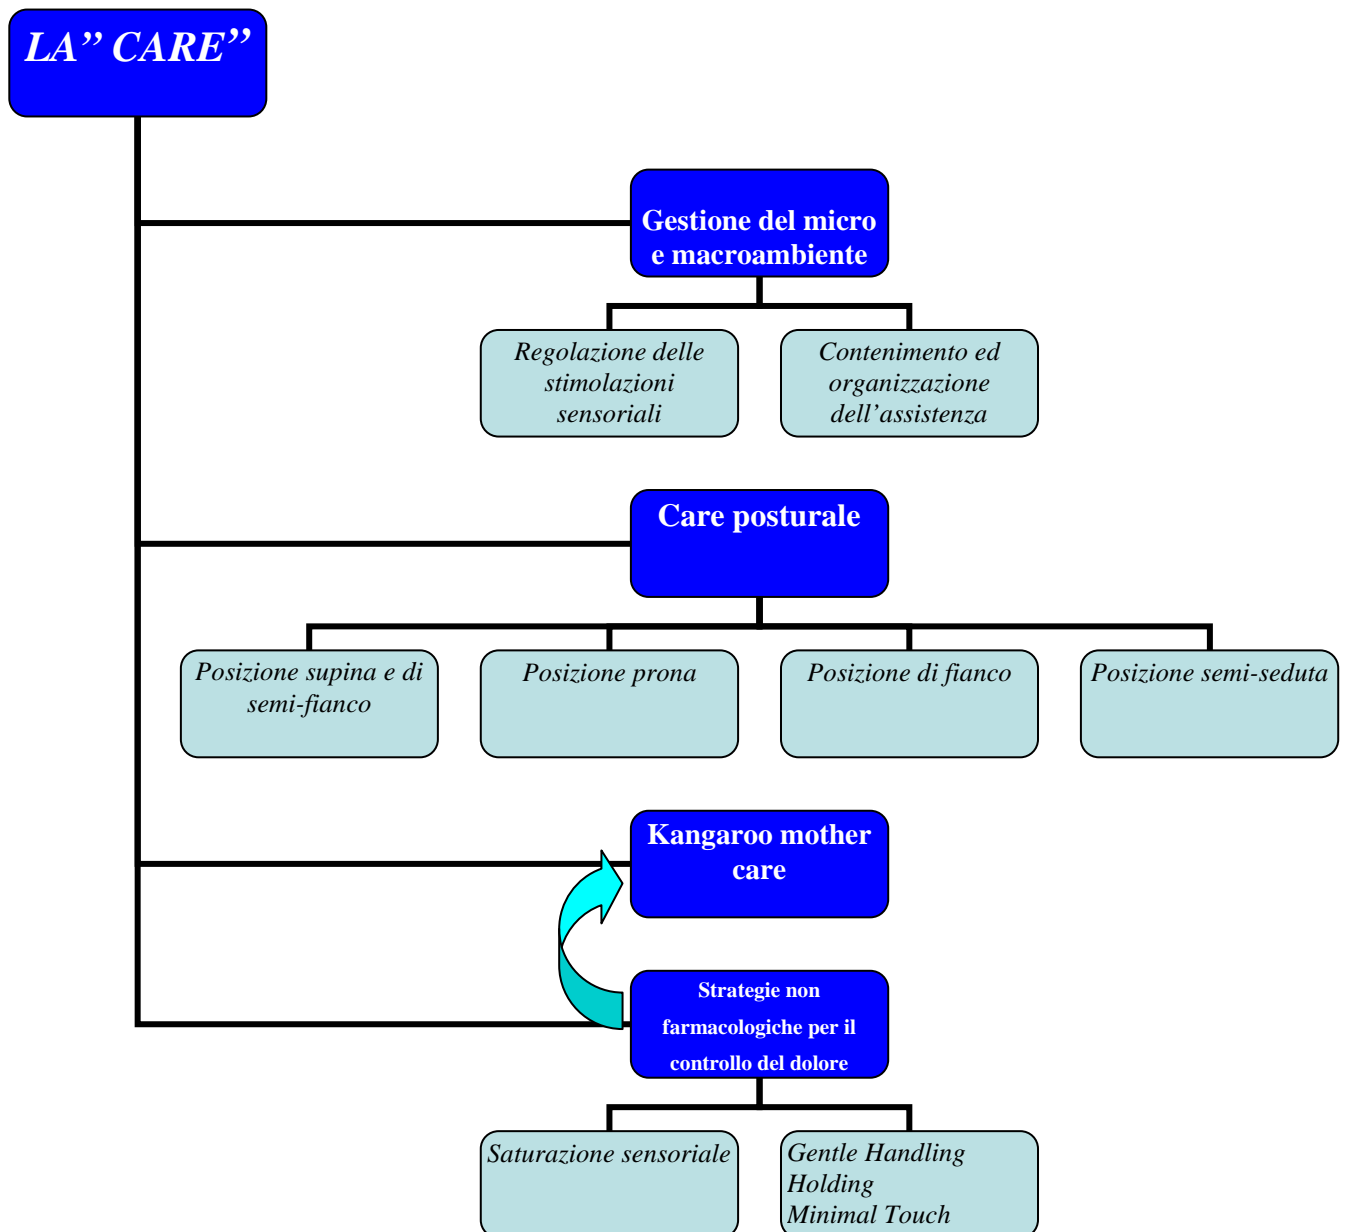 LA” CARE”
Gestione del micro
e macroambiente
Regolazione delle
stimolazioni
sensoriali
Contenimento ed
organizzazione
dell’assistenza
Care posturale
Posizione supina e di
semi-fianco
Posizione prona
Posizione di fianco
Posizione semi-seduta
Kangaroo mother
care
Strategie non
farmacologiche per il
controllo del dolore
Saturazione sensoriale
Gentle Handling
Holding
Minimal Touch